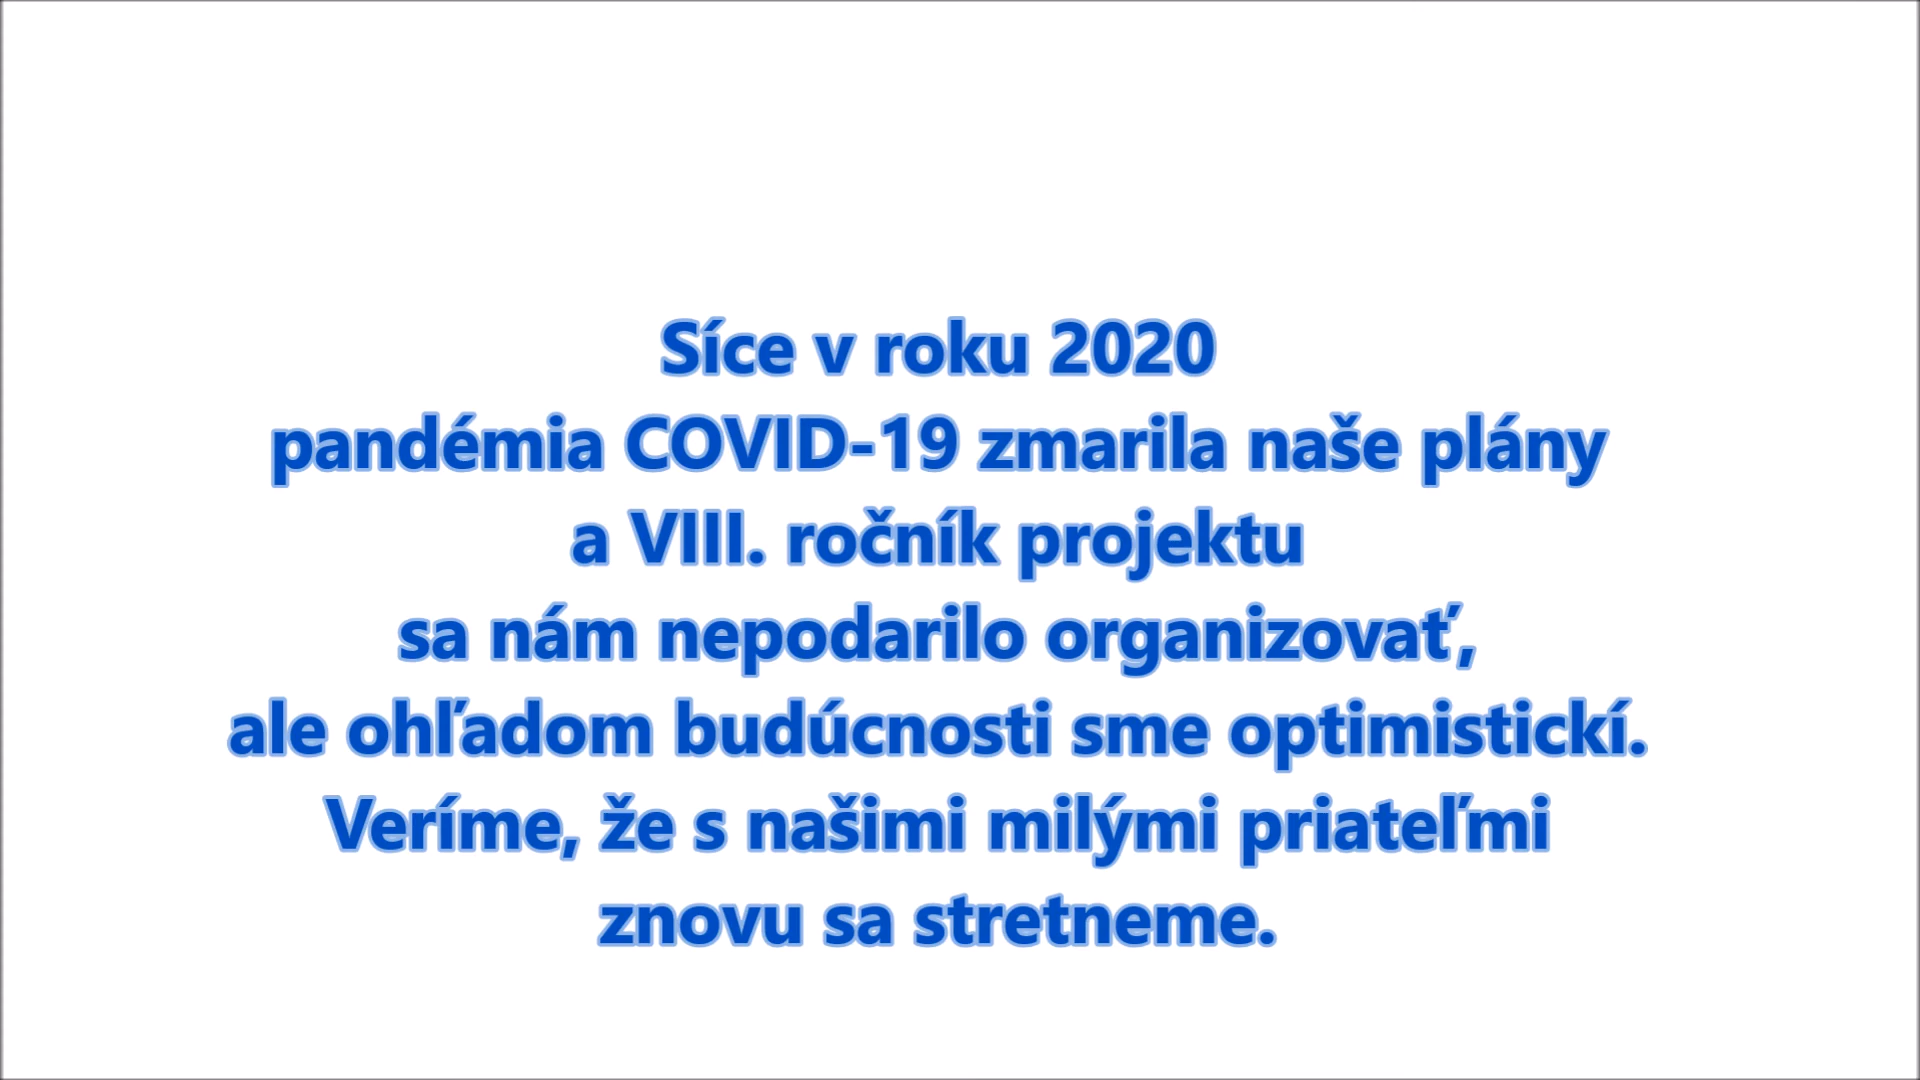 Síce v roku 2020
pandémia COVID-19 zmarila naše plány
a VIII. ročník projektu
sa nám nepodarilo organizovať,
ale ohľadom budúcnosti sme optimistickí.
Veríme, že s našimi milými priateľmi
znovu sa stretneme.